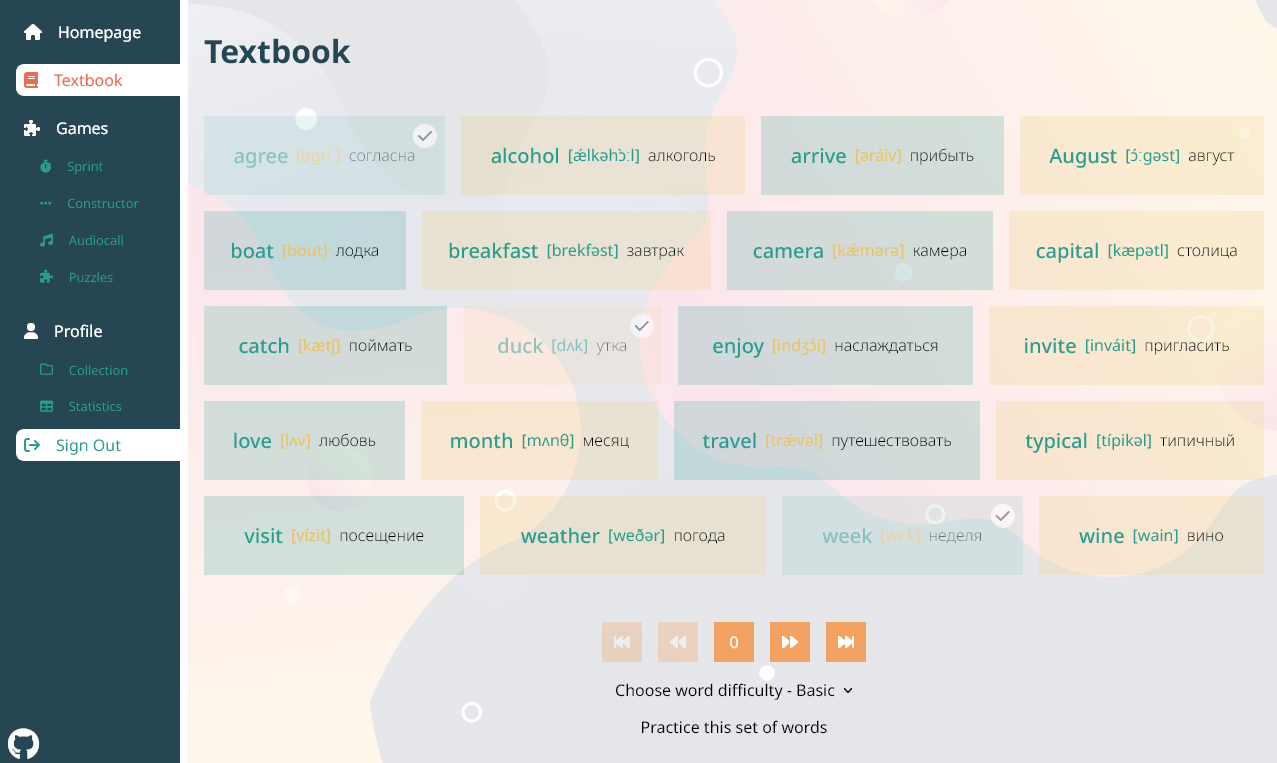 Homepage
Textbook
Games
Sprint
Constructor
Audiocall
Puzzles
Profile
Collection
Statistics
Sign Out
Textbook
agree [əgríː] согласна
alcohol [ǽlkəhɔ̀ːl] алкоголь
arrive [əráiv] прибыть
August [ɔ́ːgəst] август
boat [bout] лодка
breakfast [brekfəst] завтрак
camera [kǽmərə] камера
capital [kæpətl] столица
catch [kætʃ] поймать
duck [dʌk] утка
enjoy [indʒɔ́i] наслаждаться
invite [inváit] пригласить
love [lʌv] любовь
month [mʌnθ] месяц
travel [trǽvəl] путешествовать
typical [típikəl] типичный
visit [vízit] посещение
weather [weðər] погода
week [wiːk] неделя
wine [wain] вино
0
Choose word difficulty - Basic
Practice this set of words